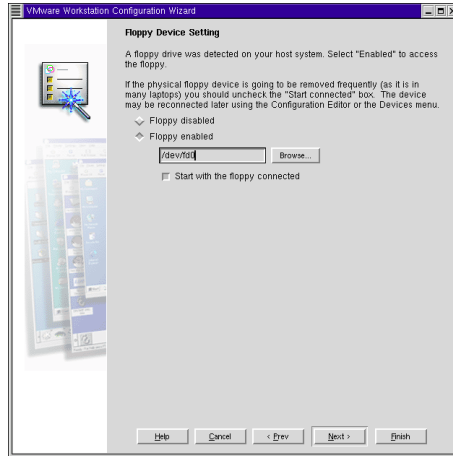 VMware Workstation Configuration Wizard
Floppy Device Setting
A floppy drive was detected on your host system. Select "Enabled" to access
the floppy.
If the physical floppy device is going to be removed frequently (as it is in
many laptops) you should uncheck the "Start connected" box. The device
may be reconnected later using the Configuration Editor or the Devices menu.
Floppy disabled
Floppy enabled
/dev/fd0
Browse...
Start with the floppy connected
Help
Cancel
< Prev
Next >
Finish